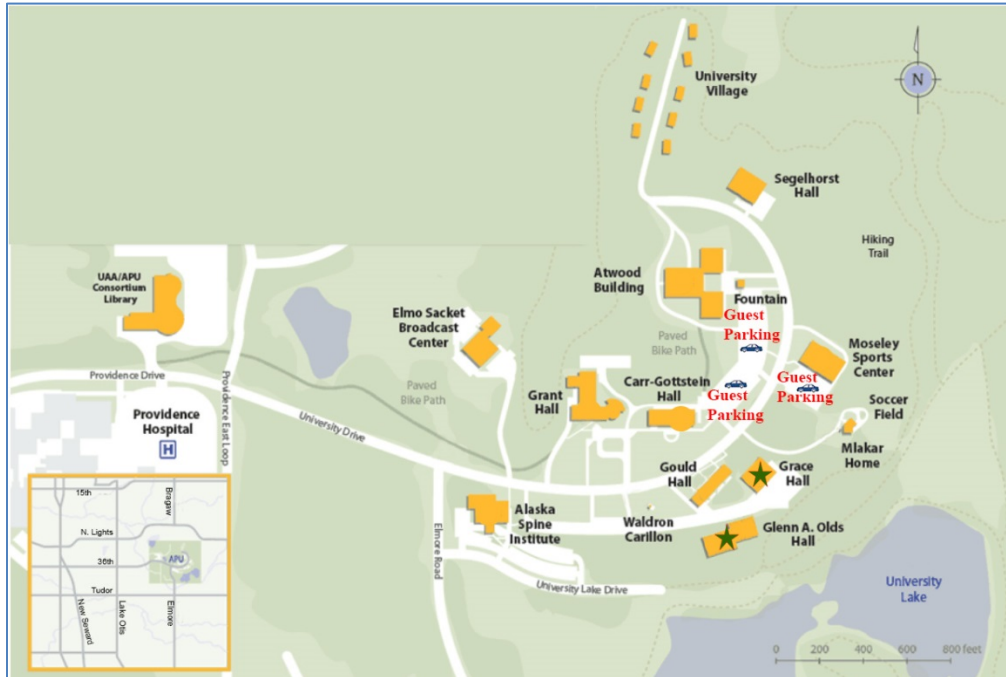 University
Village
N
Segelhorst
Hall
Hiking
Trail
UAA/APU
Consortium
Library
Atwood
Building
Fountain
Guest
Parking
Elmo Sacket
Broadcast
Center
Paved
Bike Path
Moseley
Sports
Center
Providence Drive
Providence East Loop
Paved
Bike Path
Grant
Hall
Carr-Gottstein
Hall
Guest
Parking
Guest
Parking
Soccer
Field
Providence
Hospital
H
University Drive
Mlakar
Home
Gould
Hall
Grace
Hall
15th
Bragaw
N. Lights
36th
APU
Tudor
New Seward
Lake Otis
Elmore
Elmore Road
Alaska
Spine
Institute
Waldron
Carillon
Glenn A. Olds
Hall
University Lake Drive
University
Lake
0 200 400 600 800 feet